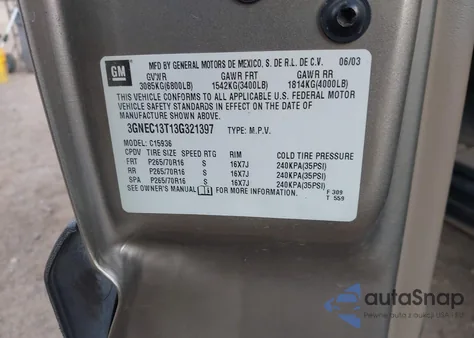 GM
MFD BY GENERAL MOTORS DE MEXICO, S. DE R.L. DE C.V. 06/03
GVWR GAWR FRT GAWR RR
3085KG(6800LB) 1542KG(3400LB) 1814KG(4000LB)
THIS VEHICLE CONFORMS TO ALL APPLICABLE U.S. FEDERAL MOTOR
VEHICLE SAFETY STANDARDS IN EFFECT ON THE DATE OF
MANUFACTURE SHOWN ABOVE.
3GNEC13T13G321397 TYPE: M.P.V.
MODEL: C15936
CPDV TIRE SIZE SPEED RTG RIM COLD TIRE PRESSURE
FRT P265/70R16 S 16X7J 240KPA(35PSI)
RR P265/70R16 S 16X7J 240KPA(35PSI)
SPA P265/70R16 S 16X7J 240KPA(35PSI)
SEE OWNER'S MANUAL FOR MORE INFORMATION. F 309
T 559
autoSnap